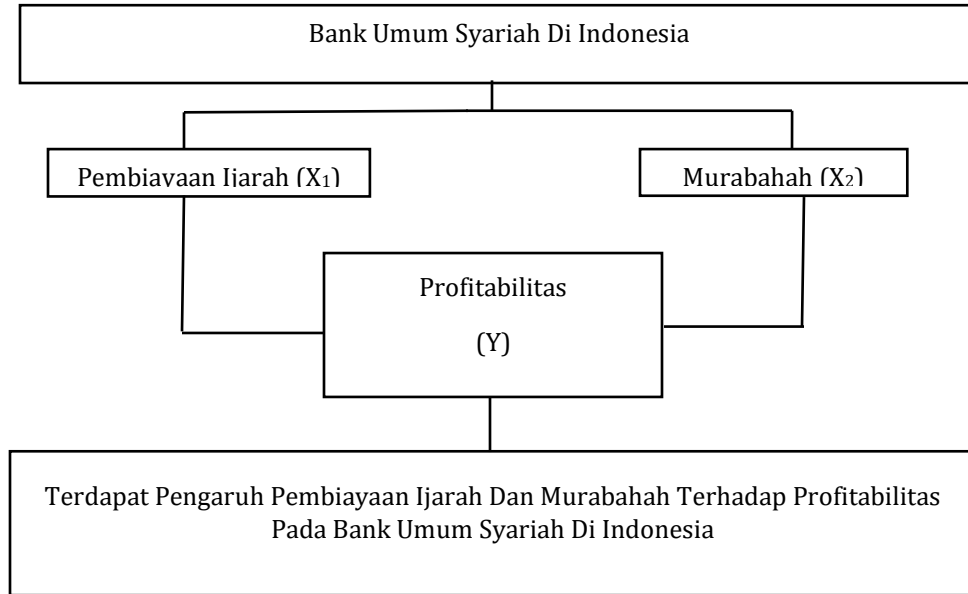 Bank Umum Syariah Di Indonesia
Pembiayaan Ijarah (X1)
Murabahah (X2)
Profitabilitas
(Y)
Terdapat Pengaruh Pembiayaan Ijarah Dan Murabahah Terhadap Profitabilitas
Pada Bank Umum Syariah Di Indonesia